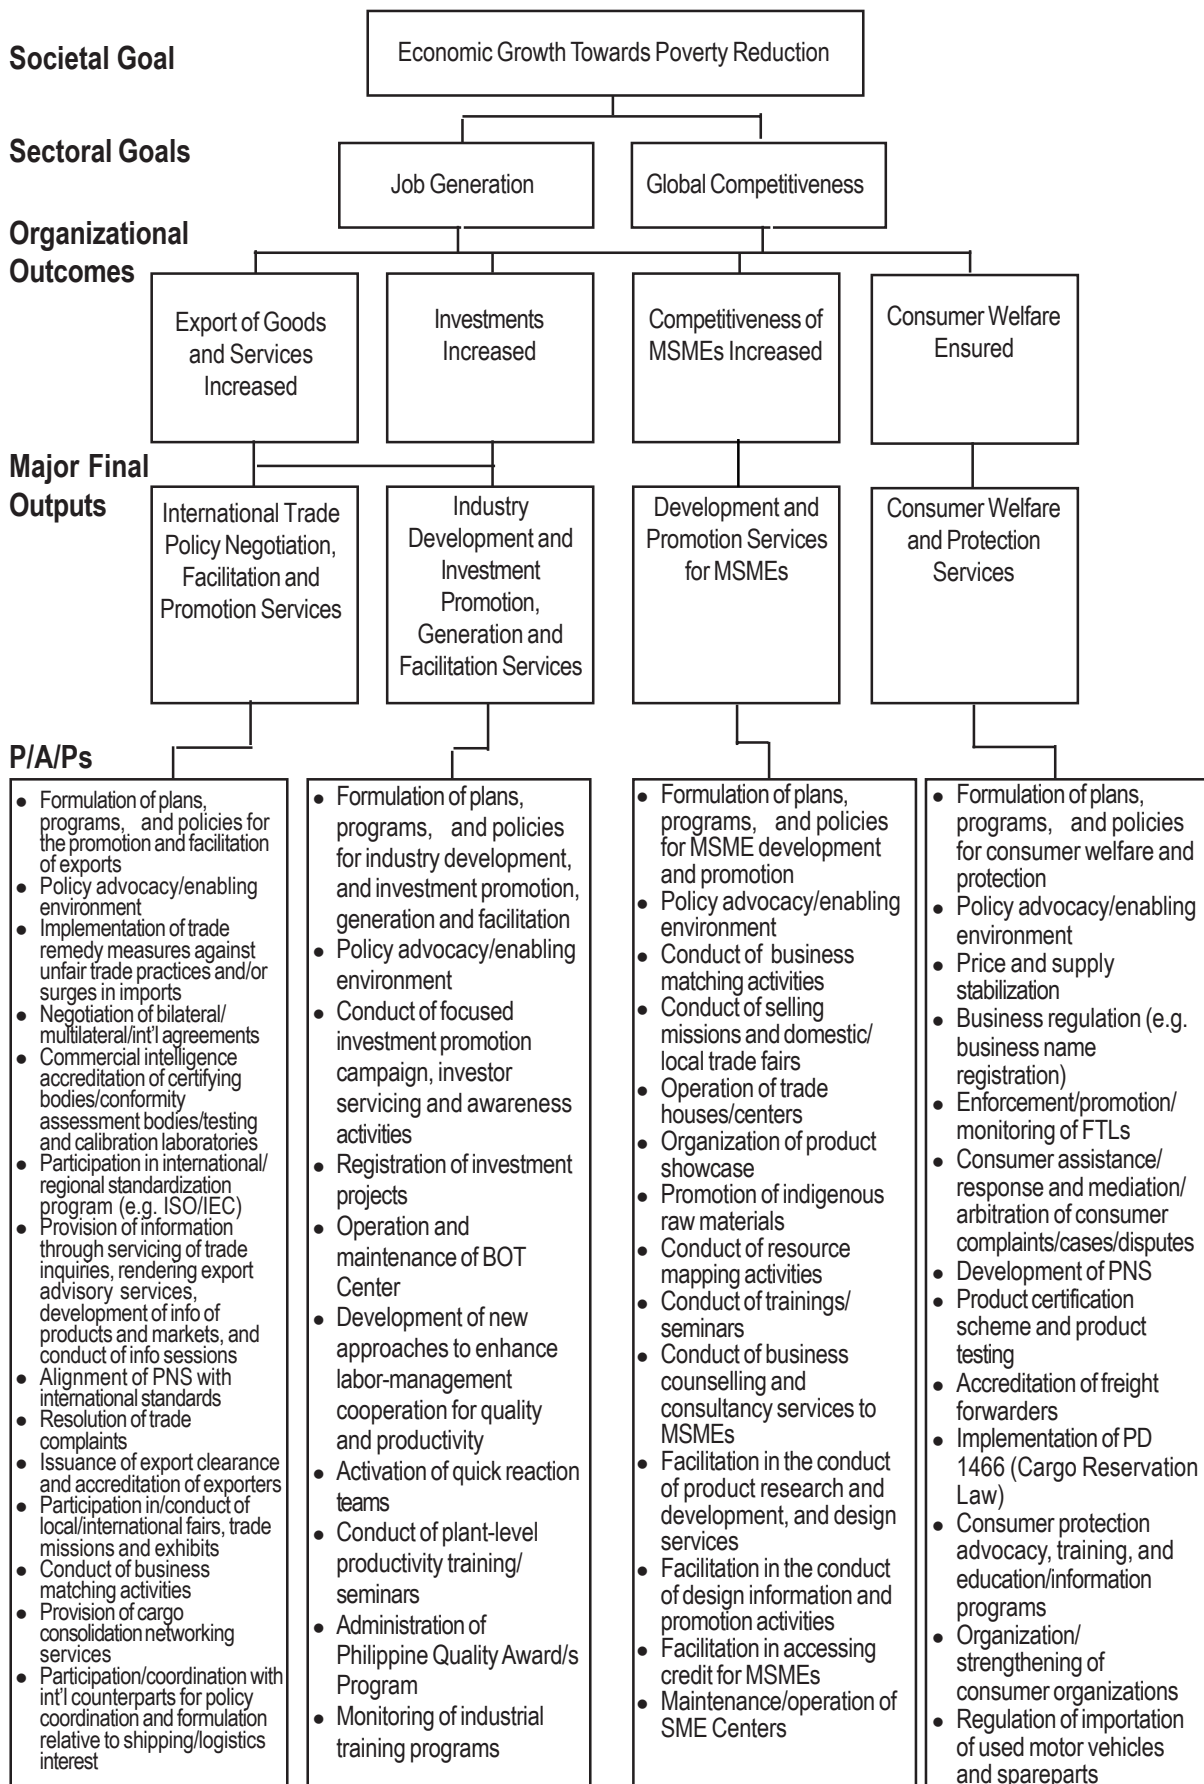 Societal Goal
Economic Growth Towards Poverty Reduction
Sectoral Goals
Job Generation
Global Competitiveness
Organizational
Outcomes
Export of Goods
and Services
Increased
Investments
Increased
Competitiveness of
MSMEs Increased
Consumer Welfare
Ensured
Major Final
Outputs
International Trade
Policy Negotiation,
Facilitation and
Promotion Services
Industry
Development and
Investment
Promotion,
Generation and
Facilitation Services
Development and
Promotion Services
for MSMEs
Consumer Welfare
and Protection
Services
P/A/Ps
• Formulation of plans,
programs, and policies for
the promotion and facilitation
of exports
• Policy advocacy/enabling
environment
• Implementation of trade
remedy measures against
unfair trade practices and/or
surges in imports
• Negotiation of bilateral/
multilateral/int'l agreements
• Commercial intelligence
accreditation of certifying
bodies/conformity
assessment bodies/testing
and calibration laboratories
• Participation in international/
regional standardization
program (e.g. ISO/IEC)
• Provision of information
through servicing of trade
inquiries, rendering export
advisory services,
development of info of
products and markets, and
conduct of info sessions
• Alignment of PNS with
international standards
• Resolution of trade
complaints
• Issuance of export clearance
and accreditation of exporters
• Participation in/conduct of
local/international fairs, trade
missions and exhibits
• Conduct of business
matching activities
• Provision of cargo
consolidation networking
services
• Participation/coordination with
int'l counterparts for policy
coordination and formulation
relative to shipping/logistics
interest
• Formulation of plans,
programs, and policies
for industry development,
and investment promotion,
generation and facilitation
• Policy advocacy/enabling
environment
• Conduct of focused
investment promotion
campaign, investor
servicing and awareness
activities
• Registration of investment
projects
• Operation and
maintenance of BOT
Center
• Development of new
approaches to enhance
labor-management
cooperation for quality
and productivity
• Activation of quick reaction
teams
• Conduct of plant-level
productivity training/
seminars
• Administration of
Philippine Quality Award/s
Program
• Monitoring of industrial
training programs
• Formulation of plans,
programs, and policies
for MSME development
and promotion
• Policy advocacy/enabling
environment
• Conduct of business
matching activities
• Conduct of selling
missions and domestic/
local trade fairs
• Operation of trade
houses/centers
• Organization of product
showcase
• Promotion of indigenous
raw materials
• Conduct of resource
mapping activities
• Conduct of trainings/
seminars
• Conduct of business
counselling and
consultancy services to
MSMEs
• Facilitation in the conduct
of product research and
development, and design
services
• Facilitation in the conduct
of design information and
promotion activities
• Facilitation in accessing
credit for MSMEs
• Maintenance/operation of
SME Centers
• Formulation of plans,
programs, and policies
for consumer welfare and
protection
• Policy advocacy/enabling
environment
• Price and supply
stabilization
• Business regulation (e.g.
business name
registration)
• Enforcement/promotion/
monitoring of FTLs
• Consumer assistance/
response and mediation/
arbitration of consumer
complaints/cases/disputes
• Development of PNS
• Product certification
scheme and product
testing
• Accreditation of freight
forwarders
• Implementation of PD
1466 (Cargo Reservation
Law)
• Consumer protection
advocacy, training, and
education/information
programs
• Organization/
strengthening of
consumer organizations
• Regulation of importation
of used motor vehicles
and spareparts